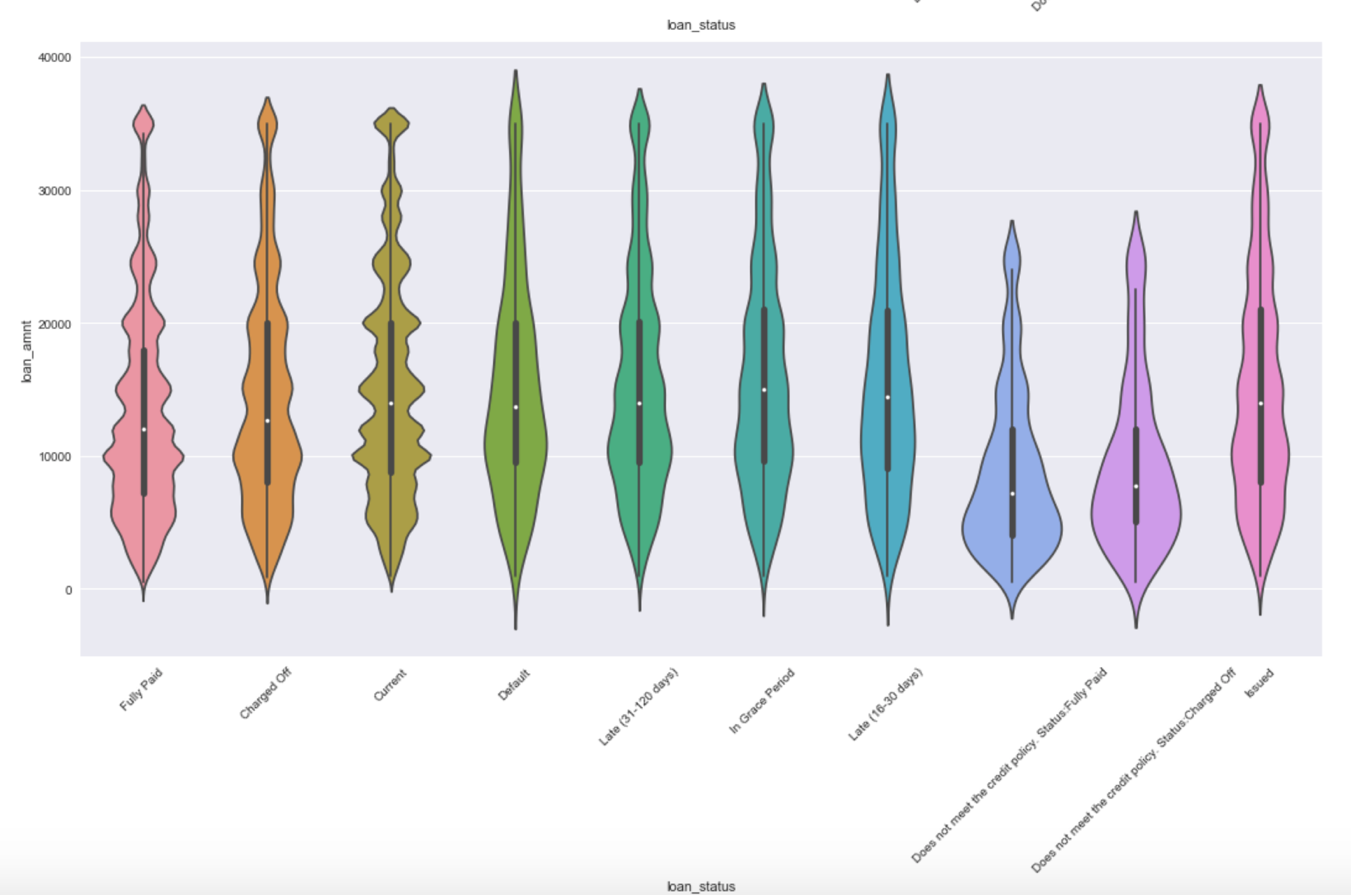 loan_status
40000
30000
20000
10000
0
loan_amnt
Fully Paid
Charged Off
Current
Default
Late (31-120 days)
In Grace Period
Late (16-30 days)
Does not meet the credit policy. Status:Fully Paid
Does not meet the credit policy. Status:Charged Off
Issued
loan_status